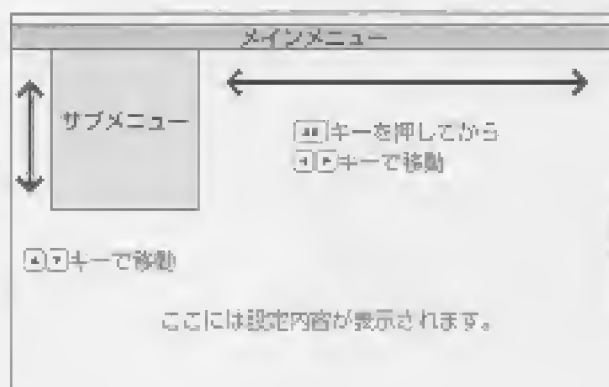 メインメニュー
サブメニュー
キーを押してから
◀▶キーで移動
▲▼キーで移動
ここには設定内容が表示されます。